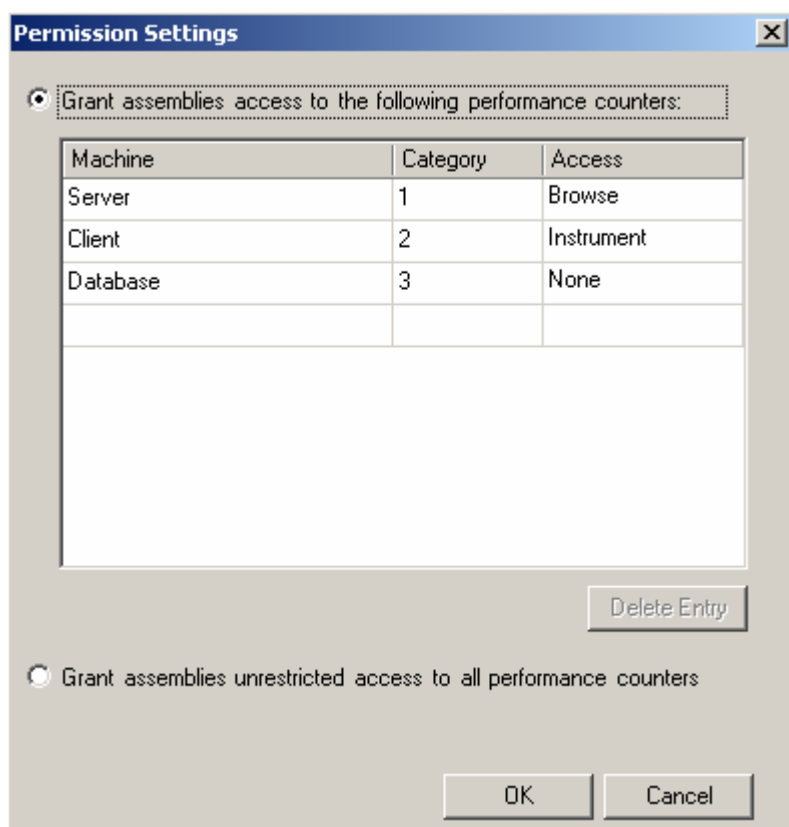 Permission Settings
Grant assemblies access to the following performance counters:
Machine Category Access
Server 1 Browse
Client 2 Instrument
Database 3 None
Delete Entry
Grant assemblies unrestricted access to all performance counters
OK Cancel